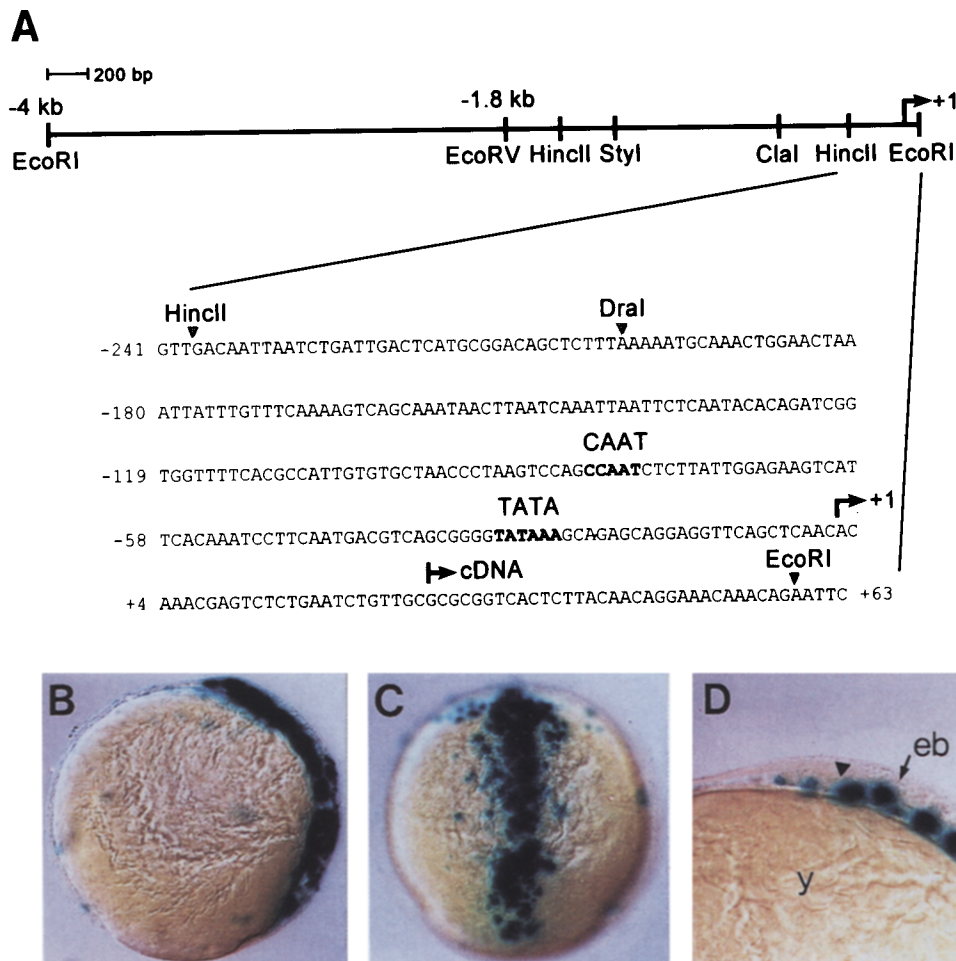 A
200 bp
-4 kb -1.8 kb +1
EcoRI EcoRV HincII StyI ClaI HincII EcoRI
HincII DraI
-241 GTTGACAATTAATCTGATTGACTCATGCGGACAGCTCTTTAAAAATGCAAACTGGAACTAA
-180 ATTATTTGTTTCAAAAGTCAGCAAATAACTTAATCAAATTAATTCTCAATACACAGATCGG
CAAT
-119 TGGTTTTCACGCCATTGTGTGCTAACCCTAAGTCCAGCCAATCTCTTATTGGAGAAGTCAT
TATA +1
-58 TCACAAATCCTTCAATGACGTCAGCGGGGTATAAAGCAGAGCAGGAGGTTCAGCTCAACAC
cDNA EcoRI
+4 AAACGAGTCTCTGAATCTGTTGCGCGCGGTCACTCTTACAACAGGAAACAAACAGAATTC +63
B C D
eb
y